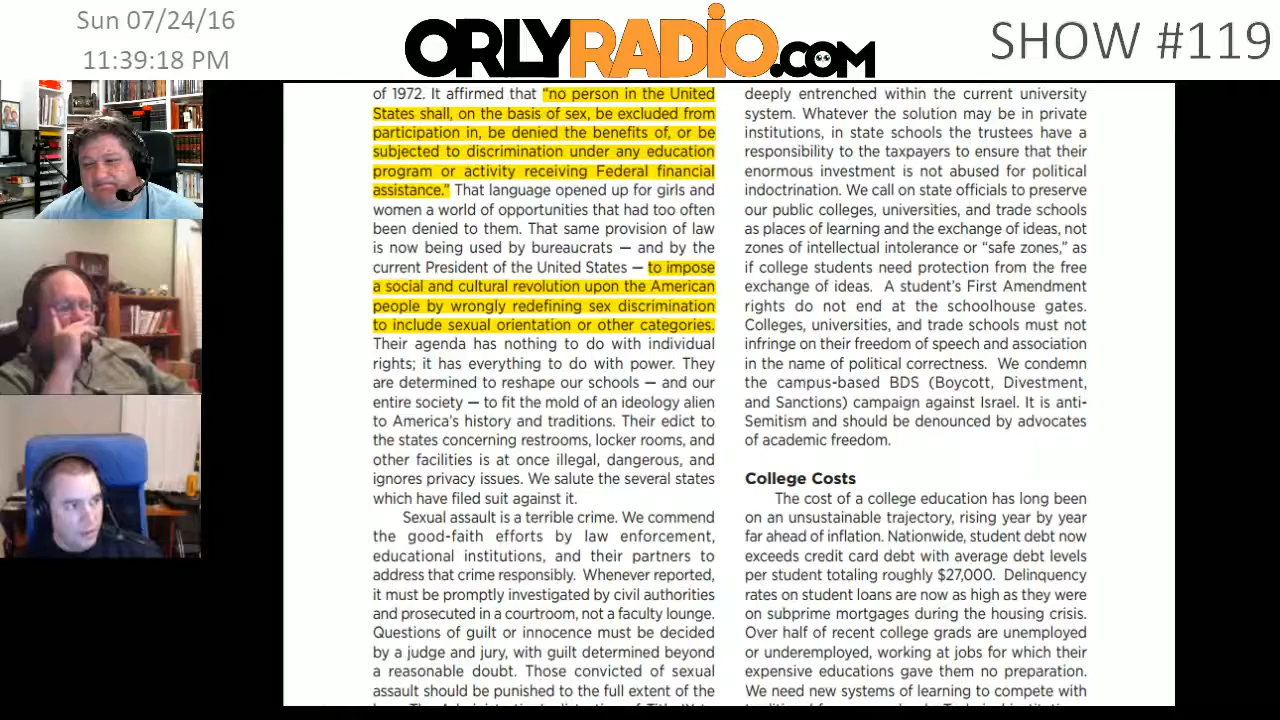 Sun 07/24/16
11:39:18 PM
ORLYRADiO.COM
SHOW #119
of 1972. It affirmed that “no person in the United
States shall, on the basis of sex, be excluded from
participation in, be denied the benefits of, or be
subjected to discrimination under any education
program or activity receiving Federal financial
assistance.” That language opened up for girls and
women a world of opportunities that had too often
been denied to them. That same provision of law
is now being used by bureaucrats — and by the
current President of the United States — to impose
a social and cultural revolution upon the American
people by wrongly redefining sex discrimination
to include sexual orientation or other categories.
Their agenda has nothing to do with individual
rights; it has everything to do with power. They
are determined to reshape our schools — and our
entire society — to fit the mold of an ideology alien
to America’s history and traditions. Their edict to
the states concerning restrooms, locker rooms, and
other facilities is at once illegal, dangerous, and
ignores privacy issues. We salute the several states
which have filed suit against it.
Sexual assault is a terrible crime. We commend
the good-faith efforts by law enforcement,
educational institutions, and their partners to
address that crime responsibly. Whenever reported,
it must be promptly investigated by civil authorities
and prosecuted in a courtroom, not a faculty lounge.
Questions of guilt or innocence must be decided
by a judge and jury, with guilt determined beyond
a reasonable doubt. Those convicted of sexual
assault should be punished to the full extent of the
deeply entrenched within the current university
system. Whatever the solution may be in private
institutions, in state schools the trustees have a
responsibility to the taxpayers to ensure that their
enormous investment is not abused for political
indoctrination. We call on state officials to preserve
our public colleges, universities, and trade schools
as places of learning and the exchange of ideas, not
zones of intellectual intolerance or “safe zones,” as
if college students need protection from the free
exchange of ideas. A student’s First Amendment
rights do not end at the schoolhouse gates.
Colleges, universities, and trade schools must not
infringe on their freedom of speech and association
in the name of political correctness. We condemn
the campus-based BDS (Boycott, Divestment,
and Sanctions) campaign against Israel. It is anti-
Semitism and should be denounced by advocates
of academic freedom.
College Costs
The cost of a college education has long been
on an unsustainable trajectory, rising year by year
far ahead of inflation. Nationwide, student debt now
exceeds credit card debt with average debt levels
per student totaling roughly $27,000. Delinquency
rates on student loans are now as high as they were
on subprime mortgages during the housing crisis.
Over half of recent college grads are unemployed
or underemployed, working at jobs for which their
expensive educations gave them no preparation.
We need new systems of learning to compete with